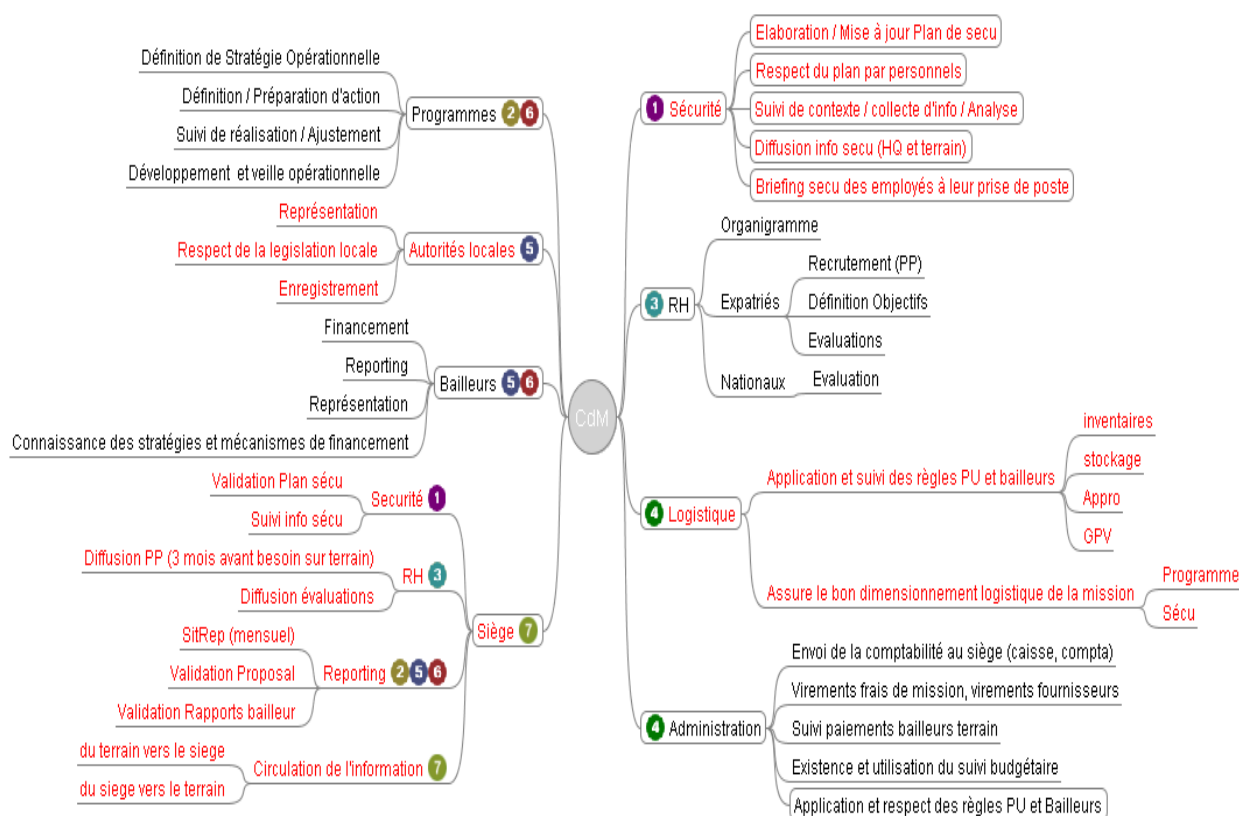 Définition de Stratégie Opérationnelle
Définition / Préparation d'action
Suivi de réalisation / Ajustement
Développement et veille opérationnelle
Programmes 2 6
Représentation
Respect de la legislation locale
Enregistrement
Autorités locales 5
Financement
Reporting
Représentation
Connaissance des stratégies et mécanismes de financement
Bailleurs 5 6
Validation Plan sécu
Suivi info sécu
Securité 1
Diffusion PP (3 mois avant besoin sur terrain)
Diffusion évaluations
RH 3
SitRep (mensuel)
Validation Proposal
Validation Rapports bailleur
Reporting 2 5 6
du terrain vers le siege
du siege vers le terrain
Circulation de l'information 7
Siège 7
CdM
1 Sécurité
Elaboration / Mise à jour Plan de secu
Respect du plan par personnels
Suivi de contexte / collecte d'info / Analyse
Diffusion info secu (HQ et terrain)
Briefing secu des employés à leur prise de poste
3 RH
Organigramme
Expatriés
Recrutement (PP)
Définition Objectifs
Evaluations
Nationaux
Evaluation
4 Logistique
Application et suivi des règles PU et bailleurs
inventaires
stockage
Appro
GPV
Assure le bon dimensionnement logistique de la mission
Programme
Sécu
4 Administration
Envoi de la comptabilité au siège (caisse, compta)
Virements frais de mission, virements fournisseurs
Suivi paiements bailleurs terrain
Existence et utilisation du suivi budgétaire
Application et respect des règles PU et Bailleurs